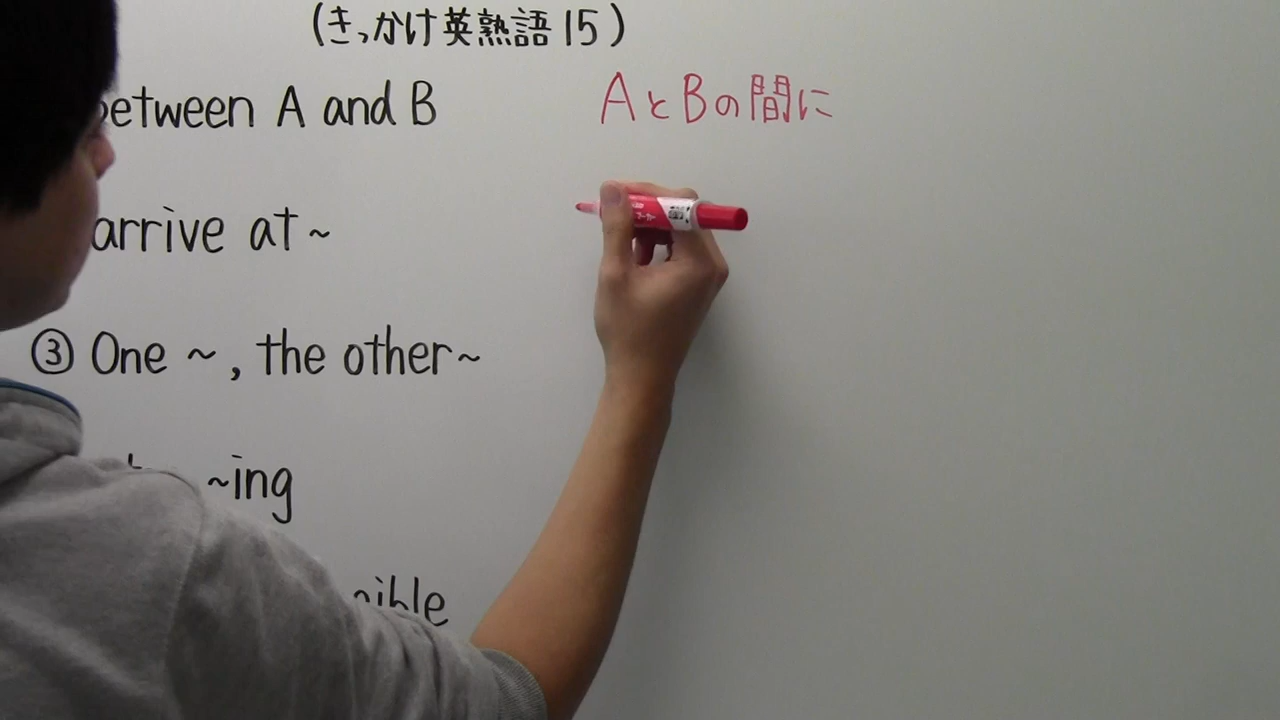 (きっかけ英熟語15)
between A and B AとBの間に
arrive at~
③ One ~, the other~
~ing